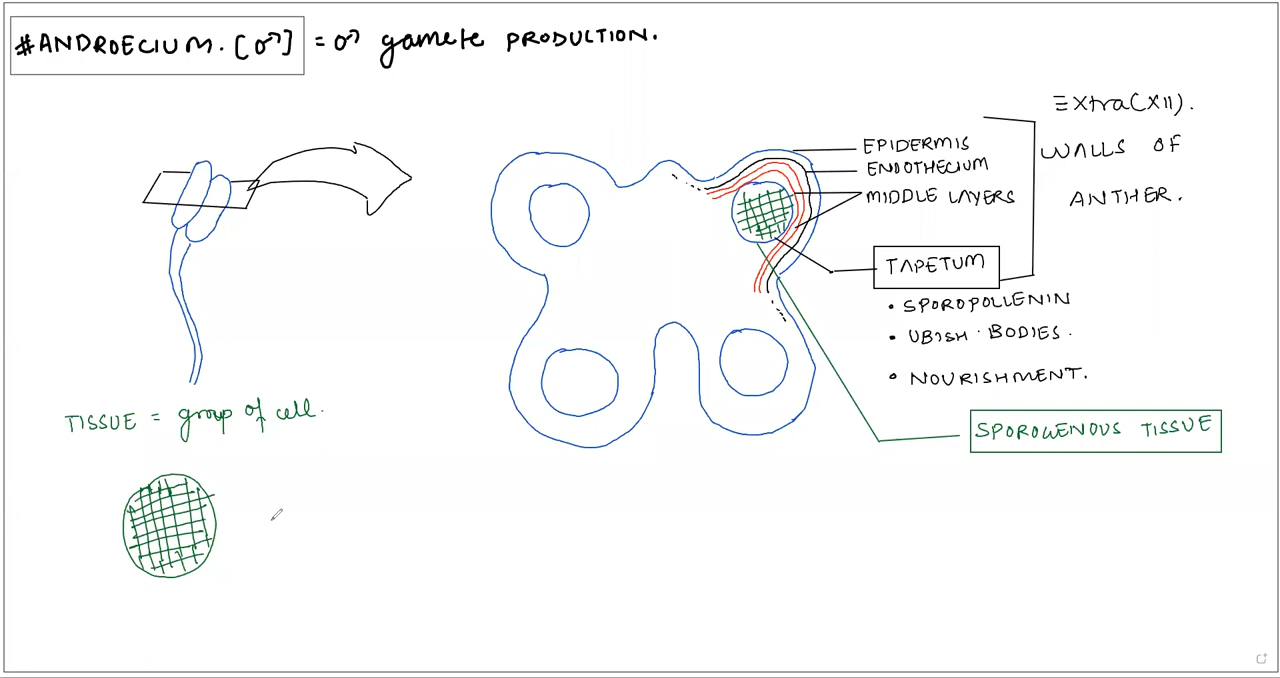 #ANDROECIUM. [♂] = ♂ gamete PRODUCTION.
Extra(XII).
EPIDERMIS
ENDOTHECIUM
MIDDLE LAYERS
WALLS OF
ANTHER.
TAPETUM
• SPOROPOLLENIN
• UBISH BODIES.
• NOURISHMENT.
TISSUE = group of cell.
SPOROGENOUS TISSUE